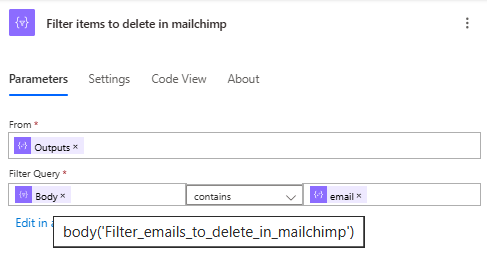 Filter items to delete in mailchimp
Parameters Settings Code View About
From *
Outputs ×
Filter Query *
Body × contains email ×
Edit in a
body('Filter_emails_to_delete_in_mailchimp')